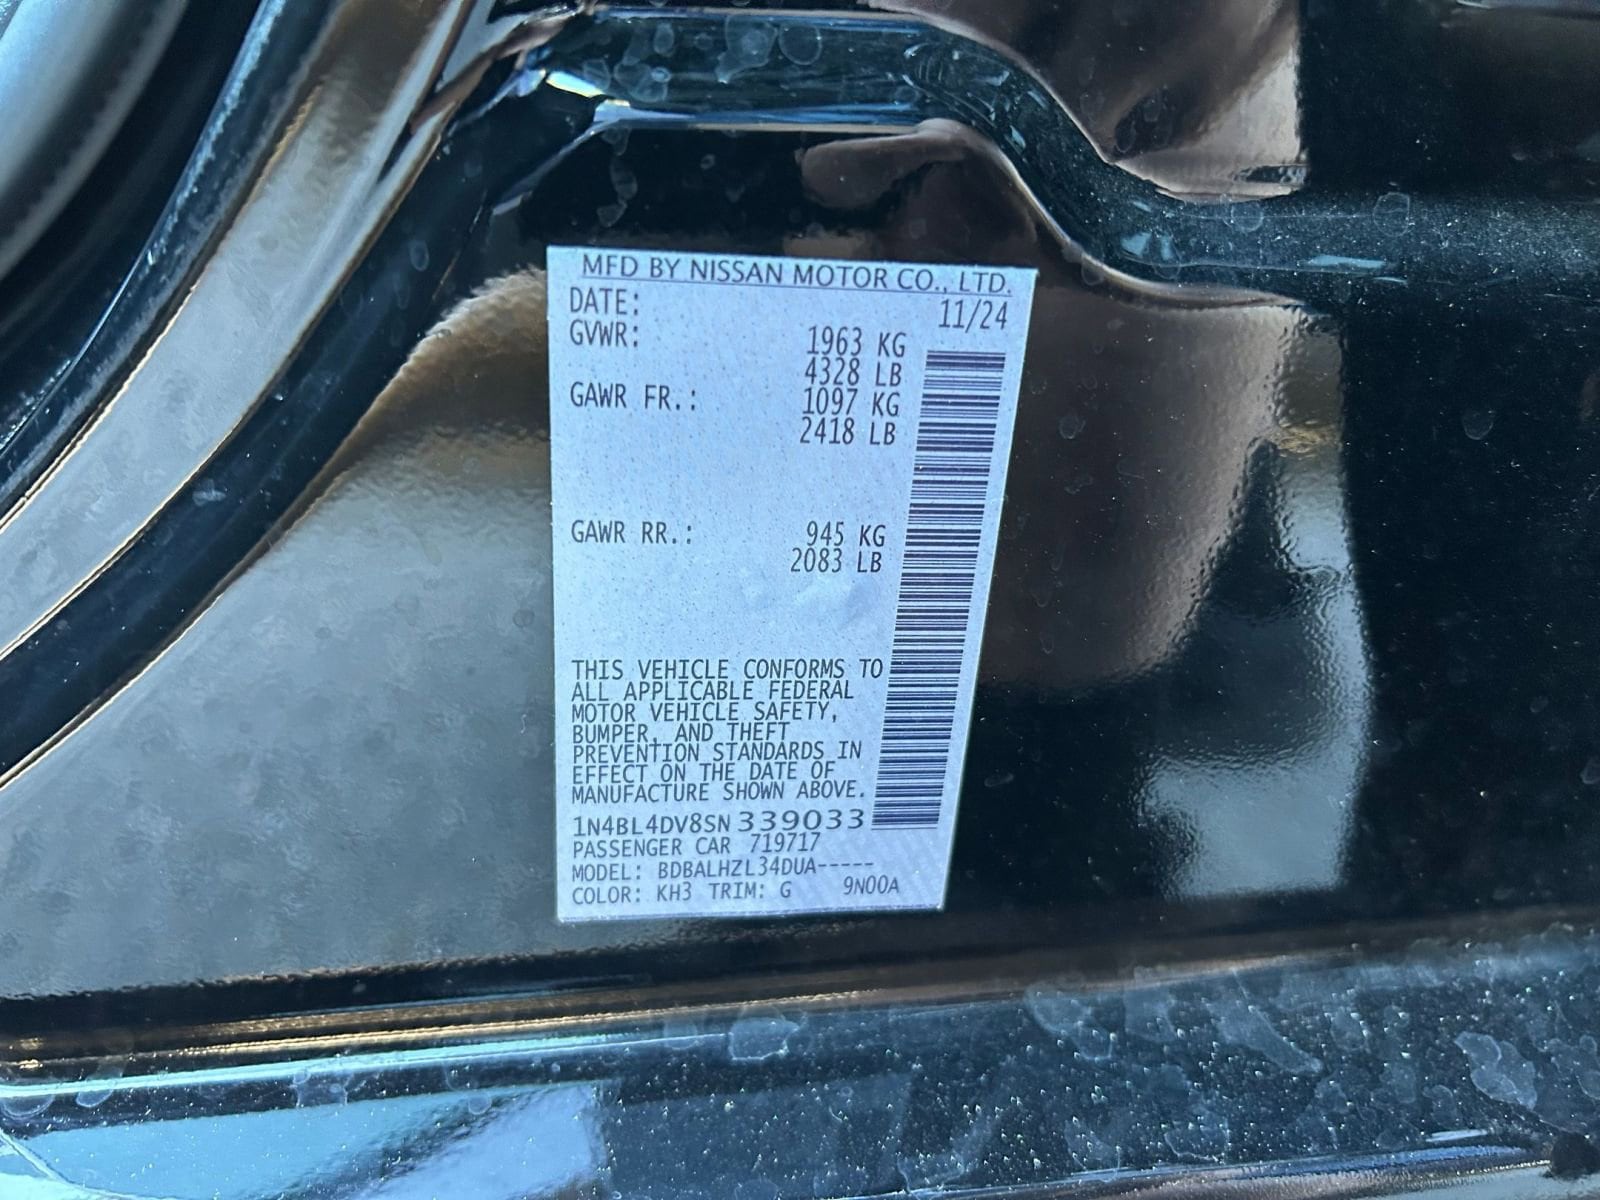 MFD BY NISSAN MOTOR CO., LTD.
DATE: 11/24
GVWR: 1963 KG
4328 LB
GAWR FR.: 1097 KG
2418 LB
GAWR RR.: 945 KG
2083 LB
THIS VEHICLE CONFORMS TO
ALL APPLICABLE FEDERAL
MOTOR VEHICLE SAFETY,
BUMPER, AND THEFT
PREVENTION STANDARDS IN
EFFECT ON THE DATE OF
MANUFACTURE SHOWN ABOVE.
1N4BL4DV8SN 339033
PASSENGER CAR 719717
MODEL: BDBALHZL34DUA-----
COLOR: KH3 TRIM: G 9N00A